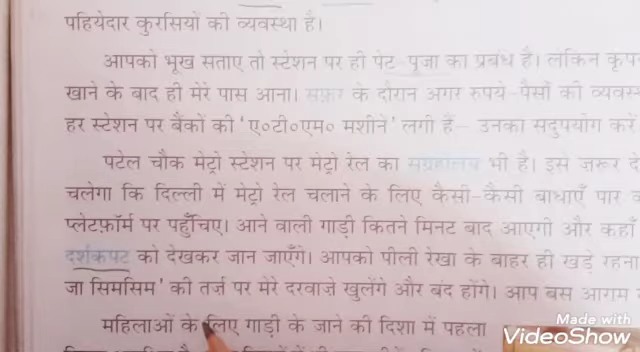 पहियेदार कुरसियों की व्यवस्था है।
आपको भूख सताए तो स्टेशन पर ही पेट-पूजा का प्रबंध है। लेकिन
खाने के बाद ही मेरे पास आना। सफ़र के दौरान अगर रुपये-पैसों की
हर स्टेशन पर बैंकों की 'ए०टी०एम० मशीनें' लगी हैं- उनका सदुपयोग करें
पटेल चौक मेट्रो स्टेशन पर मेट्रो रेल का संग्रहालय भी है। इसे ज़रूर
चलेगा कि दिल्ली में मेट्रो रेल चलाने के लिए कैसी-कैसी बाधाएँ पार
प्लेटफ़ॉर्म पर पहुँचिए। आने वाली गाड़ी कितने मिनट बाद आएगी और कहाँ
दर्शकपट को देखकर जान जाएँगे। आपको पीली रेखा के बाहर ही खड़े रहना
जा सिमसिम' की तर्ज पर मेरे दरवाज़े खुलेंगे और बंद होंगे। आप बस आराम
महिलाओं के लिए गाड़ी के जाने की दिशा में पहला
Made with
VideoShow